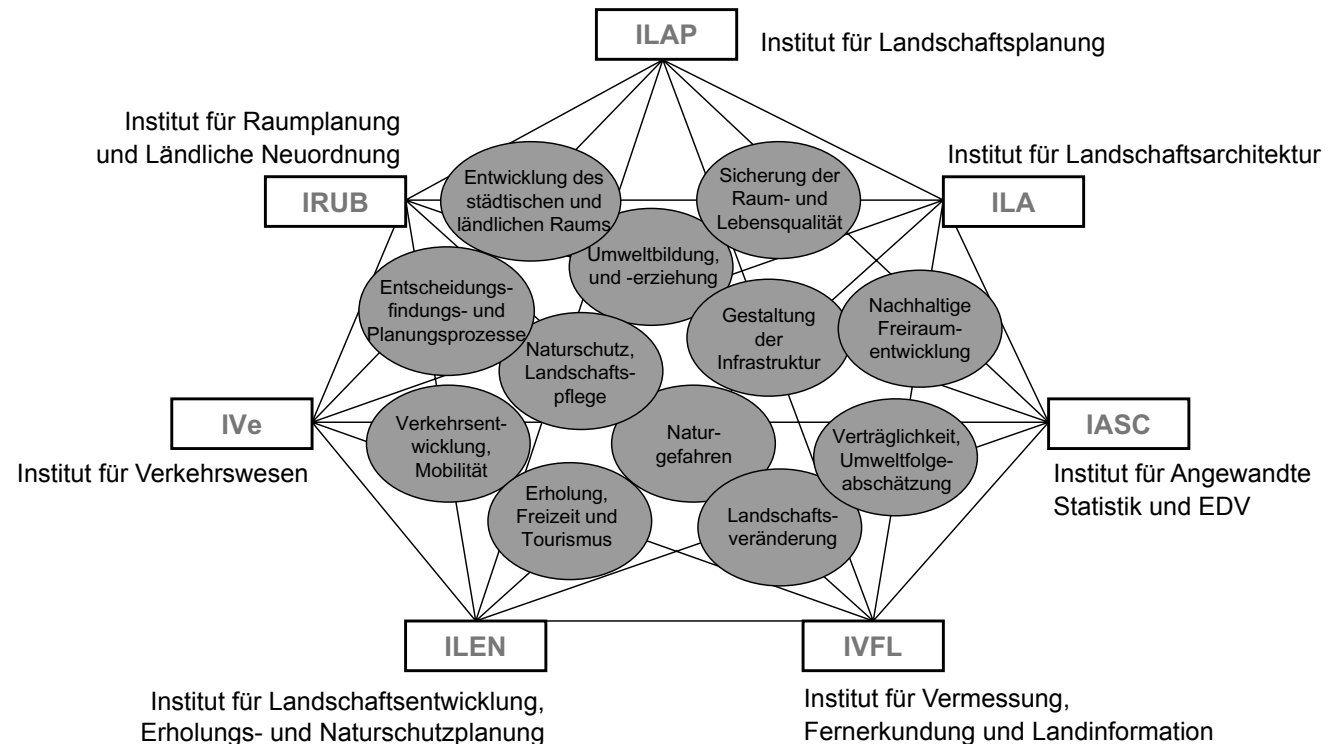 ILAP
Institut für Landschaftsplanung
Institut für Raumplanung
und Ländliche Neuordnung
IRUB
Institut für Landschaftsarchitektur
ILA
Entwicklung des
städtischen und
ländlichen Raums
Sicherung der
Raum- und
Lebensqualität
Umweltbildung,
und -erziehung
Entscheidungs-
findungs- und
Planungsprozesse
Gestaltung
der
Infrastruktur
Nachhaltige
Freiraum-
entwicklung
Naturschutz,
Landschafts-
pflege
IVe
Institut für Verkehrswesen
Verkehrsent-
wicklung,
Mobilität
Natur-
gefahren
Verträglichkeit,
Umweltfolge-
abschätzung
IASC
Institut für Angewandte
Statistik und EDV
Erholung,
Freizeit und
Tourismus
Landschafts-
veränderung
ILEN
Institut für Landschaftsentwicklung,
Erholungs- und Naturschutzplanung
IVFL
Institut für Vermessung,
Fernerkundung und Landinformation